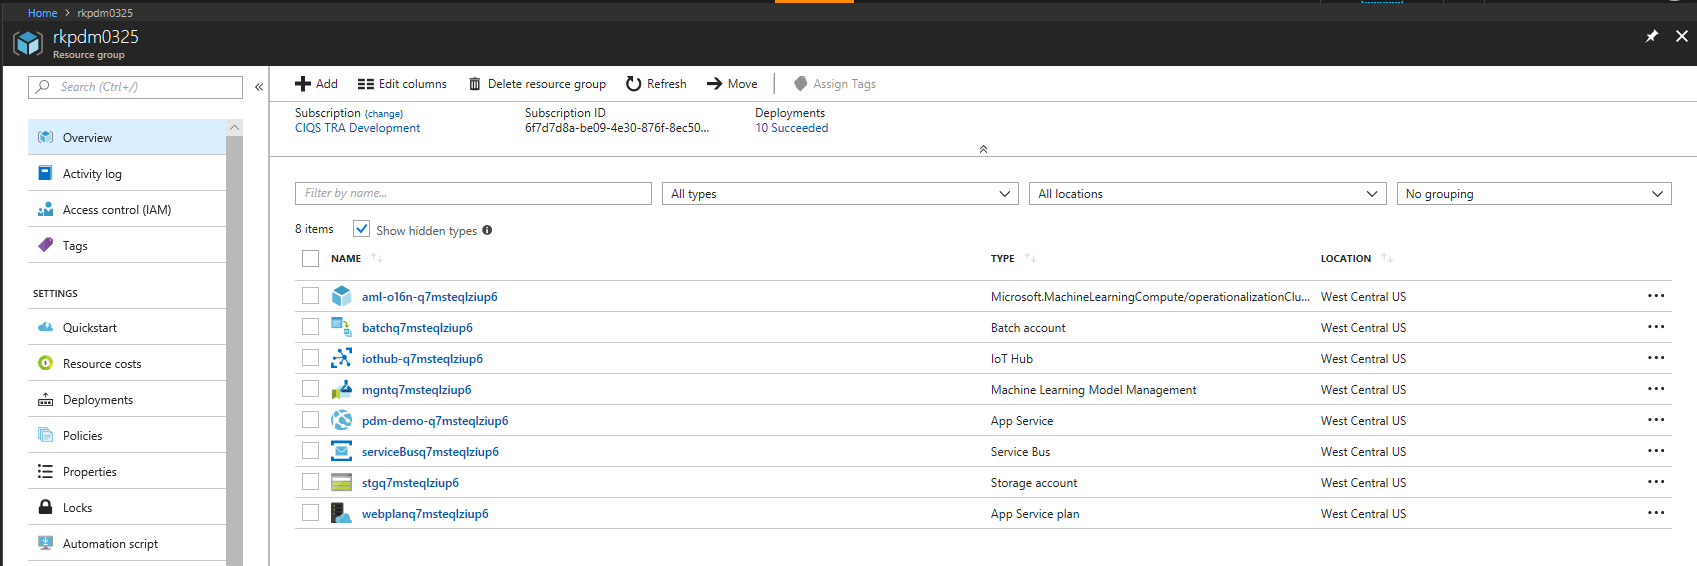 Home > rkpdm0325
rkpdm0325
Resource group
Search (Ctrl+/)
Overview
Activity log
Access control (IAM)
Tags
SETTINGS
Quickstart
Resource costs
Deployments
Policies
Properties
Locks
Automation script
Add Edit columns Delete resource group Refresh Move Assign Tags
Subscription (change) Subscription ID Deployments
CIQS TRA Development 6f7d7d8a-be09-4e30-876f-8ec50... 10 Succeeded
Filter by name... All types All locations No grouping
8 items Show hidden types
NAME TYPE LOCATION
aml-o16n-q7msteqlziup6 Microsoft.MachineLearningCompute/operationalizationClu... West Central US
batchq7msteqlziup6 Batch account West Central US
iothub-q7msteqlziup6 IoT Hub West Central US
mgntq7msteqlziup6 Machine Learning Model Management West Central US
pdm-demo-q7msteqlziup6 App Service West Central US
serviceBusq7msteqlziup6 Service Bus West Central US
stgq7msteqlziup6 Storage account West Central US
webplanq7msteqlziup6 App Service plan West Central US